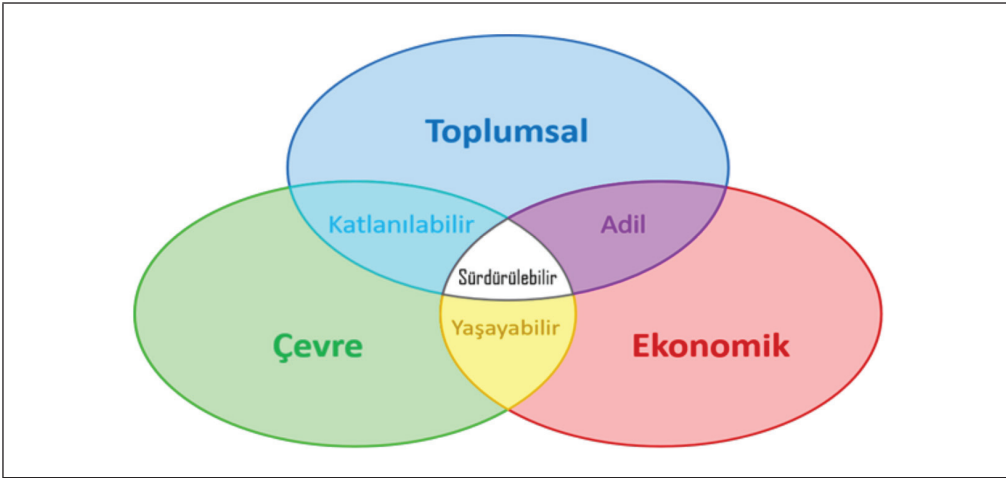 Toplumsal
Katlanılabilir
Adil
Sürdürülebilir
Yaşayabilir
Çevre
Ekonomik